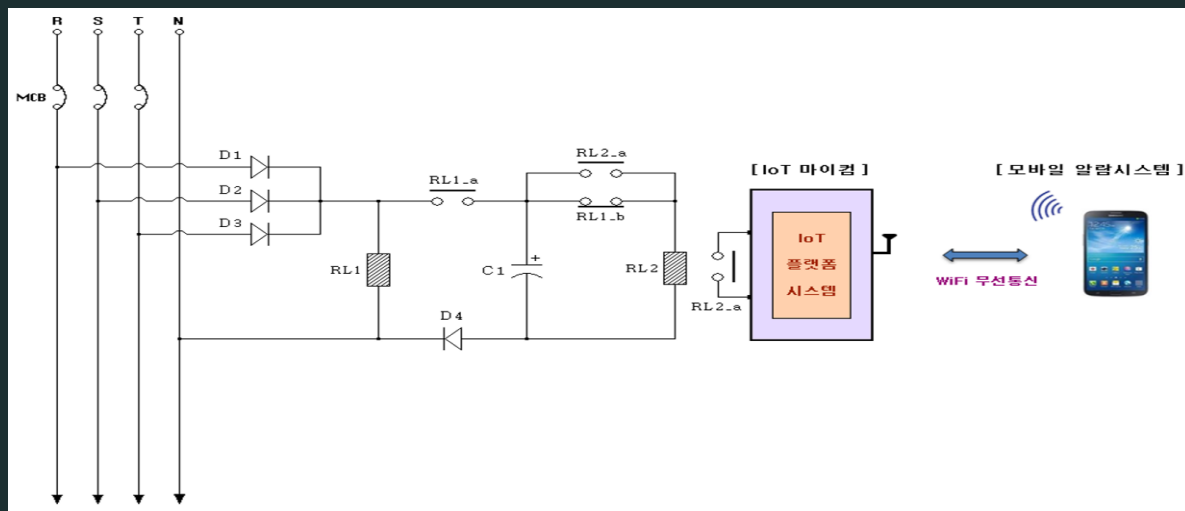 R S T N
MCB
D1
D2
D3
RL1_a
RL2_a
RL1_b
RL1
C1
+
RL2
D4
RL2_a
[ IoT 마이컴 ]
IoT
플랫폼
시스템
[ 모바일 알람시스템 ]
WiFi 무선통신